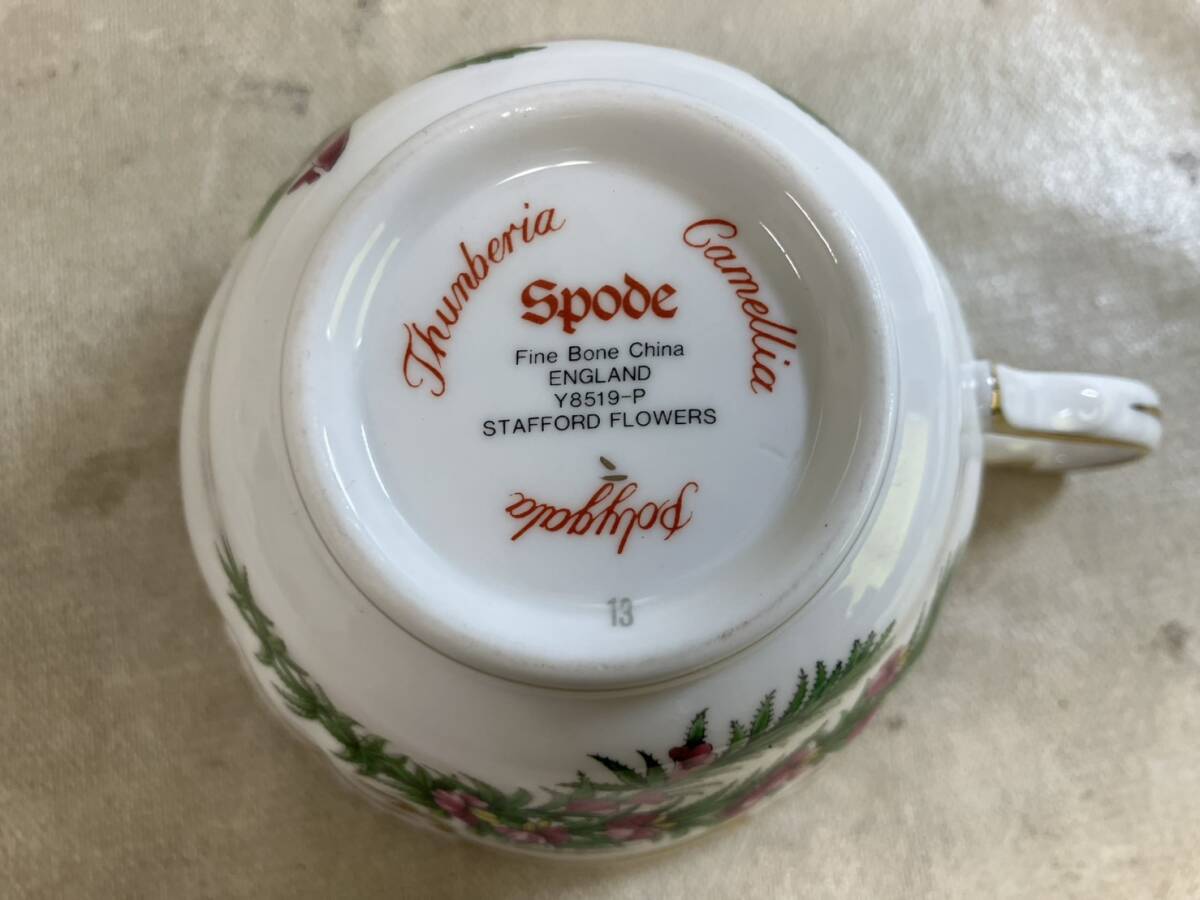 Thunberia
Camellia
Spode
Fine Bone China
ENGLAND
Y8519-P
STAFFORD FLOWERS
Polygala
13